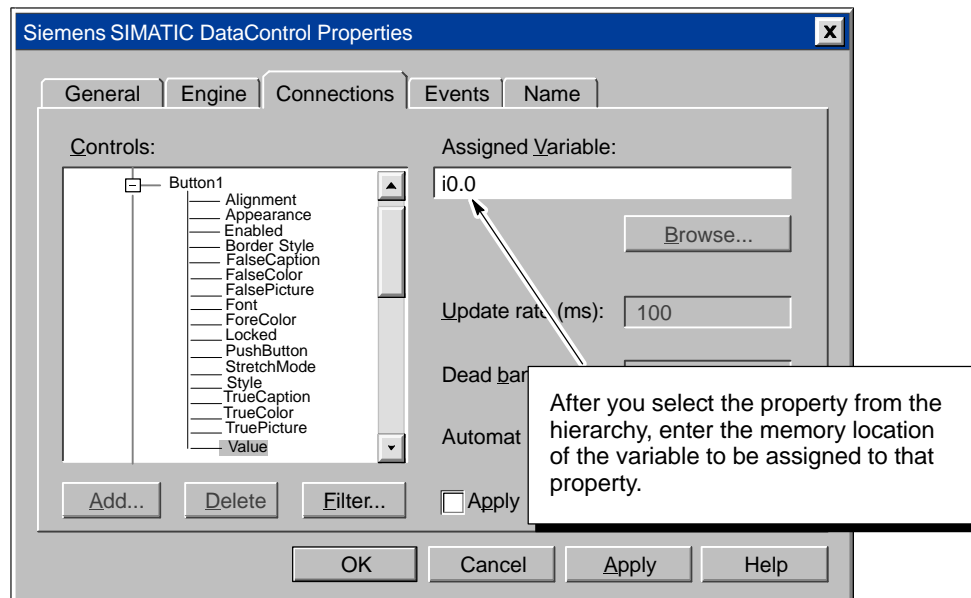 Siemens SIMATIC DataControl Properties
General Engine Connections Events Name
Controls:
Button1
Alignment
Appearance
Enabled
Border Style
FalseCaption
FalseColor
FalsePicture
Font
ForeColor
Locked
PushButton
StretchMode
Style
TrueCaption
TrueColor
TruePicture
Value
Add... Delete Filter...
Assigned Variable:
i0.0
Browse...
Update rate (ms): 100
Dead
Apply
After you select the property from the
hierarchy, enter the memory location
of the variable to be assigned to that
property.
OK Cancel Apply Help